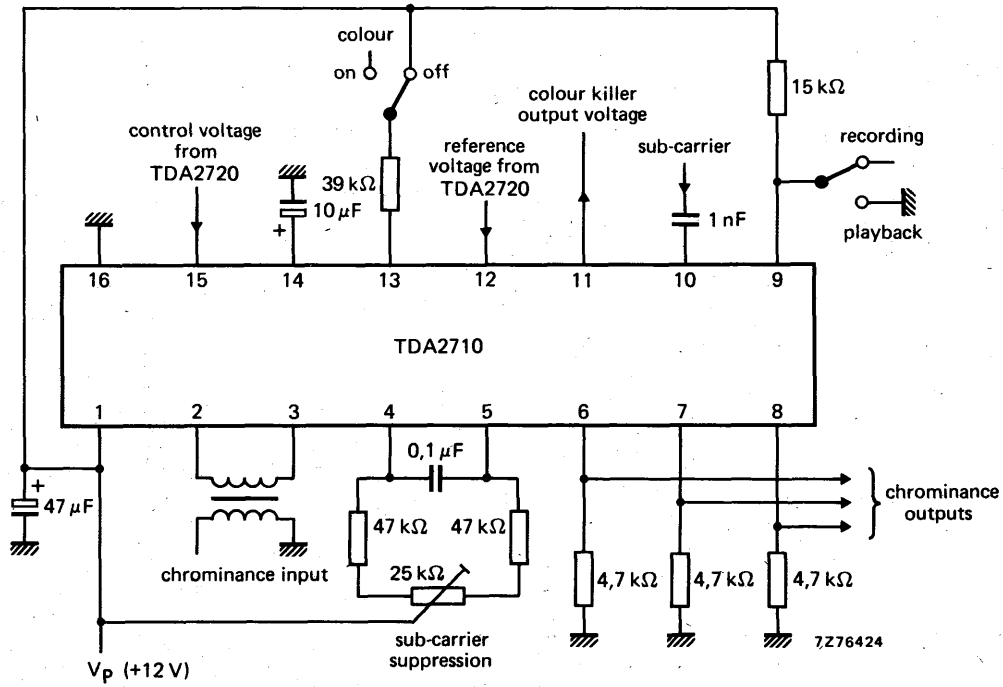 colour
on
off
15 kΩ
colour killer
output voltage
control voltage
from
TDA2720
reference
voltage from
TDA2720
sub-carrier
recording
39 kΩ
10 μF
+
1 nF
playback
16
15
14
13
12
11
10
9
TDA2710
1
2
3
4
5
6
7
8
0,1 μF
+
47 μF
chrominance
outputs
47 kΩ
47 kΩ
chrominance input
25 kΩ
4,7 kΩ
4,7 kΩ
4,7 kΩ
sub-carrier
suppression
7Z76424
Vp (+12 V)